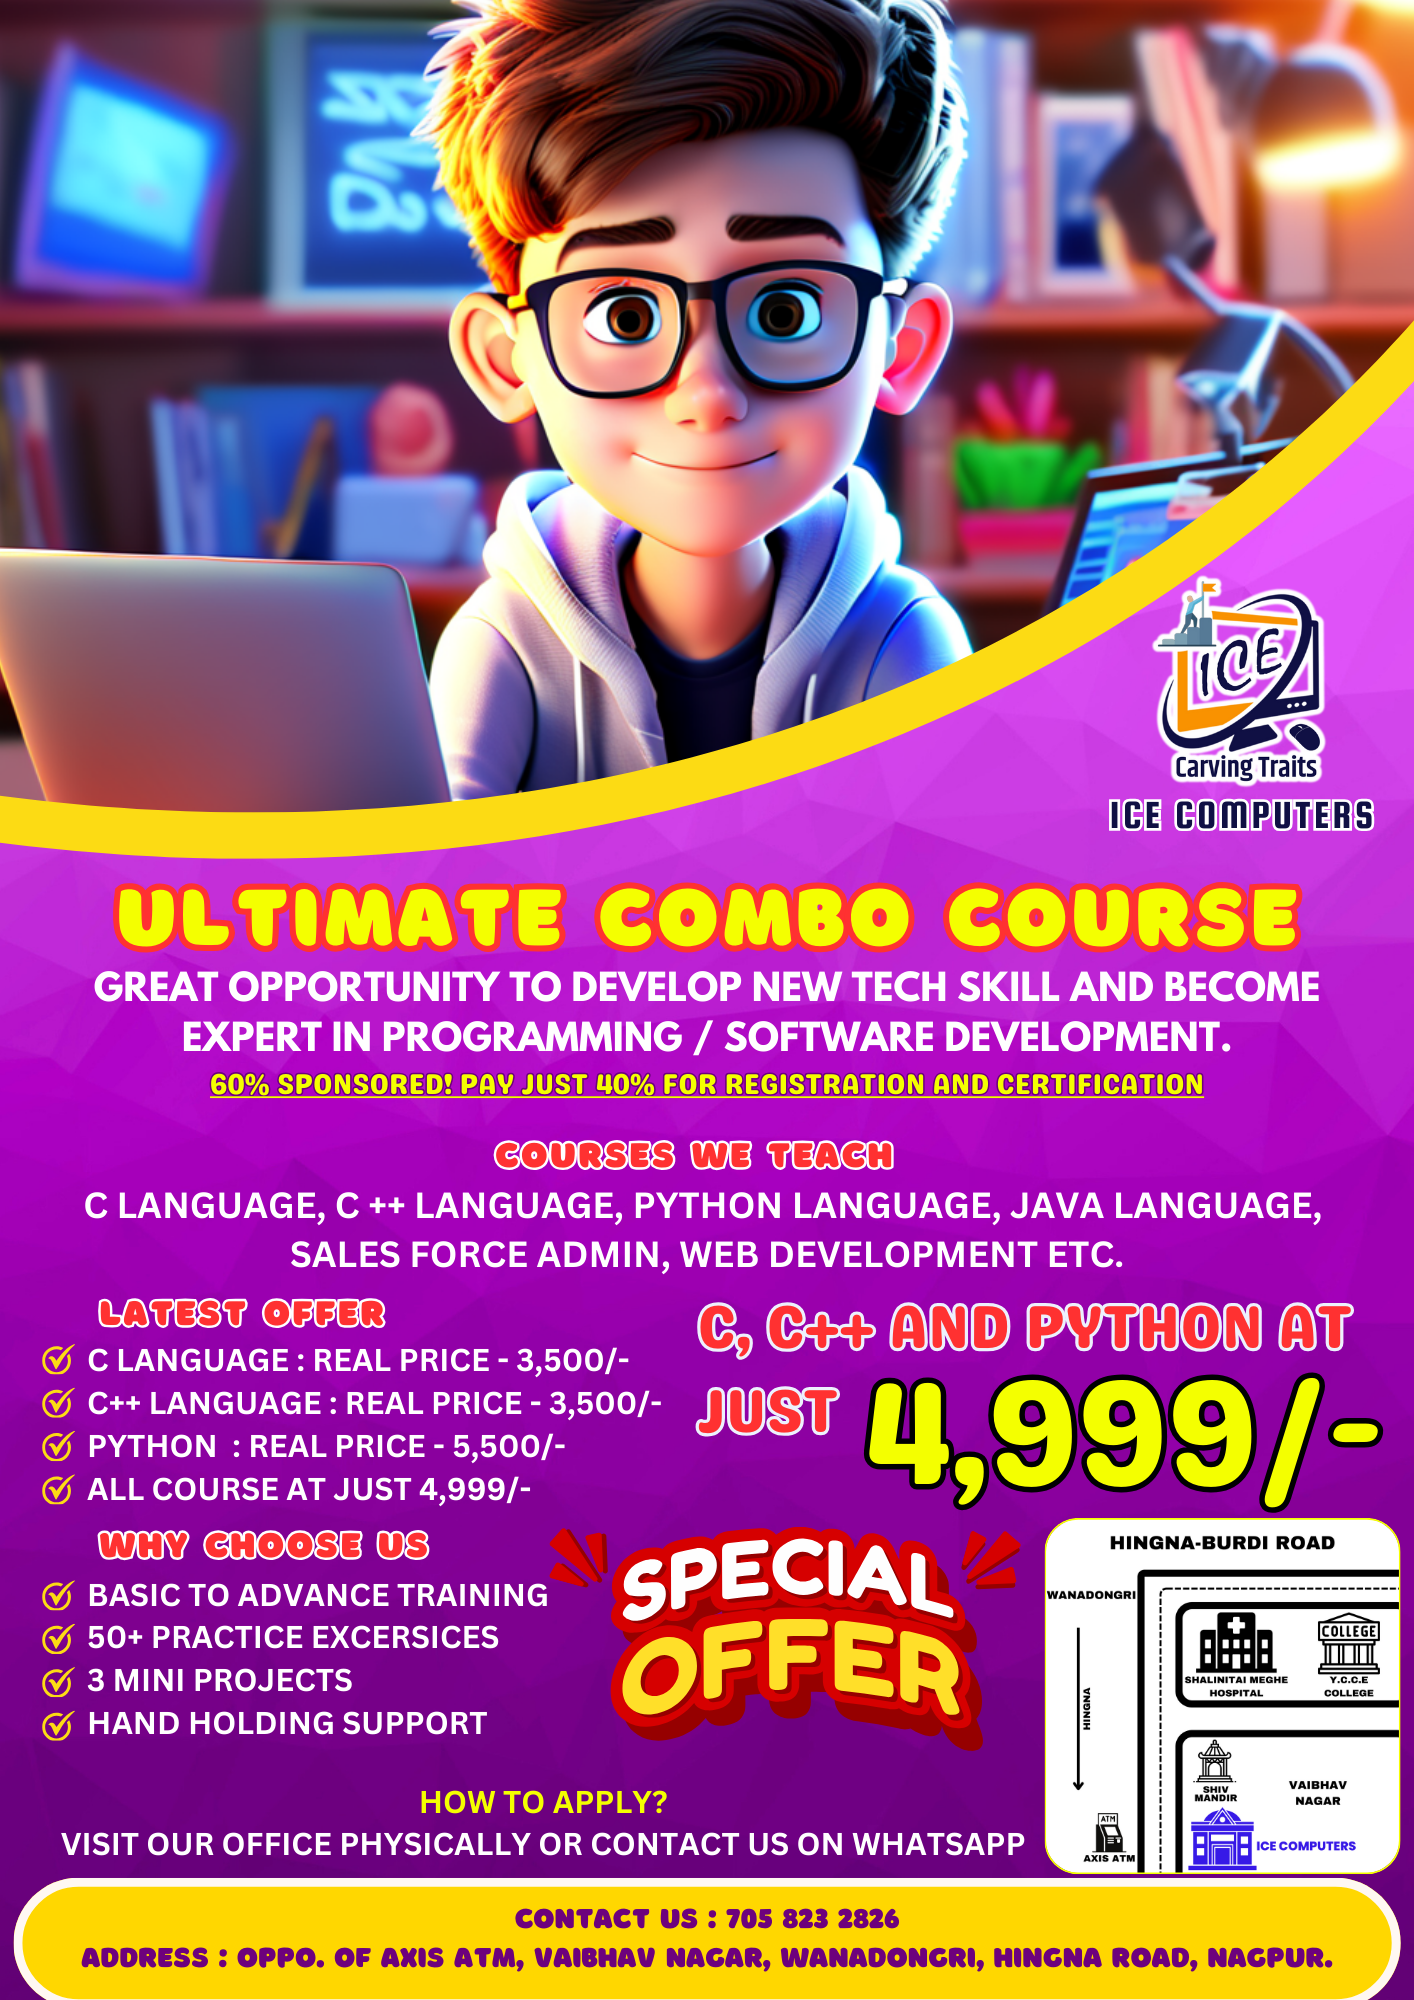 ICE
Carving Traits
ICE COMPUTERS
ULTIMATE COMBO COURSE
GREAT OPPORTUNITY TO DEVELOP NEW TECH SKILL AND BECOME
EXPERT IN PROGRAMMING / SOFTWARE DEVELOPMENT.
60% SPONSORED! PAY JUST 40% FOR REGISTRATION AND CERTIFICATION
COURSES WE TEACH
C LANGUAGE, C ++ LANGUAGE, PYTHON LANGUAGE, JAVA LANGUAGE,
SALES FORCE ADMIN, WEB DEVELOPMENT ETC.
LATEST OFFER
C LANGUAGE : REAL PRICE - 3,500/-
C++ LANGUAGE : REAL PRICE - 3,500/-
PYTHON : REAL PRICE - 5,500/-
ALL COURSE AT JUST 4,999/-
C, C++ AND PYTHON AT
JUST 4,999/-
WHY CHOOSE US
BASIC TO ADVANCE TRAINING
50+ PRACTICE EXCERSICES
3 MINI PROJECTS
HAND HOLDING SUPPORT
SPECIAL
OFFER
HINGNA-BURDI ROAD
WANADONGRI
HINGNA
COLLEGE
SHALINITAI MEGHE
HOSPITAL
Y.C.C.E
COLLEGE
SHIV
MANDIR
VAIBHAV
NAGAR
ATM
AXIS ATM
ICE COMPUTERS
HOW TO APPLY?
VISIT OUR OFFICE PHYSICALLY OR CONTACT US ON WHATSAPP
CONTACT US : 705 823 2826
ADDRESS : OPPO. OF AXIS ATM, VAIBHAV NAGAR, WANADONGRI, HINGNA ROAD, NAGPUR.